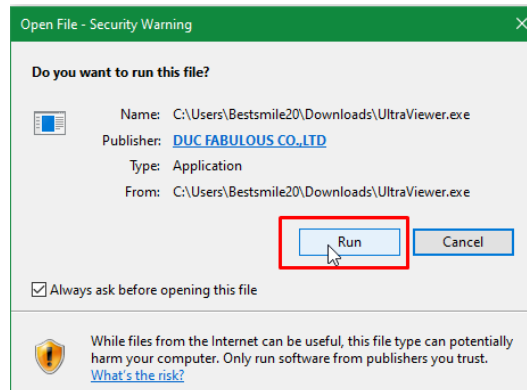 Open File - Security Warning
Do you want to run this file?
Name: C:\Users\Bestsmile20\Downloads\UltraViewer.exe
Publisher: DUC FABULOUS CO.,LTD
Type: Application
From: C:\Users\Bestsmile20\Downloads\UltraViewer.exe
Run Cancel
Always ask before opening this file
While files from the Internet can be useful, this file type can potentially
harm your computer. Only run software from publishers you trust.
What's the risk?